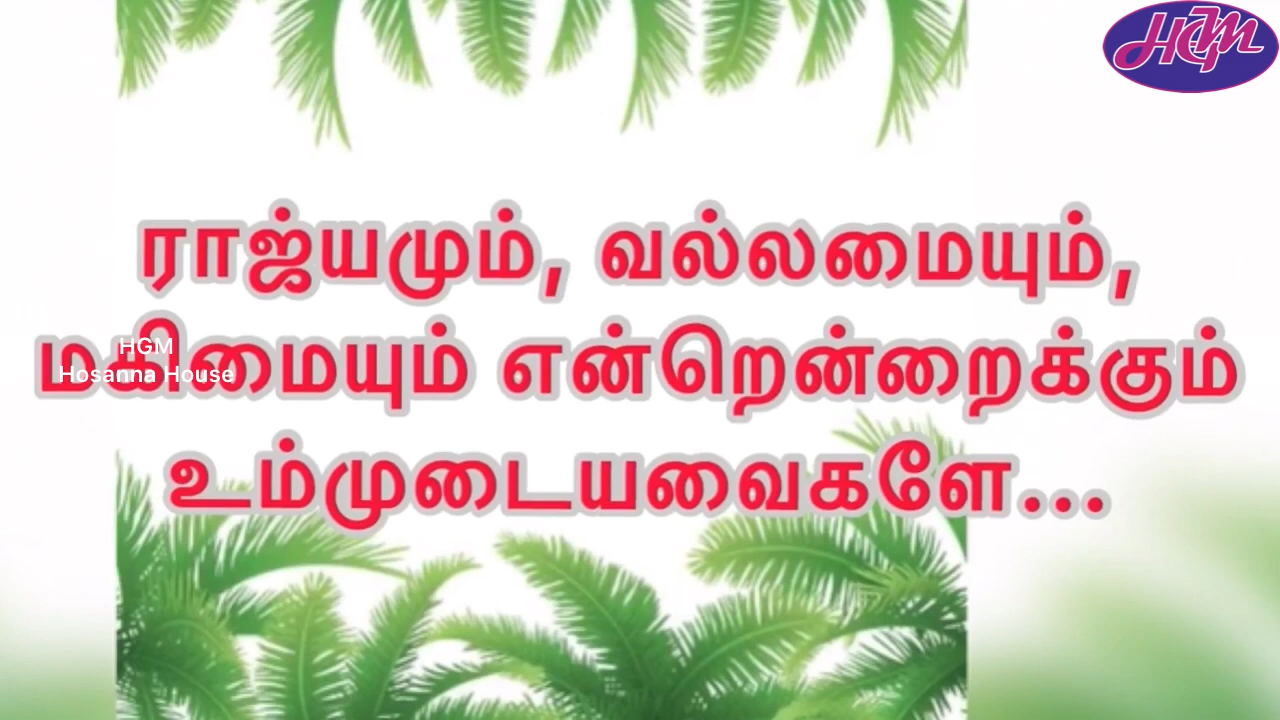 HGM
ராஜ்யமும், வல்லமையும்,
மகிமையும் என்றென்றைக்கும்
HGM
Hosanna House
உம்முடையவைகளே...